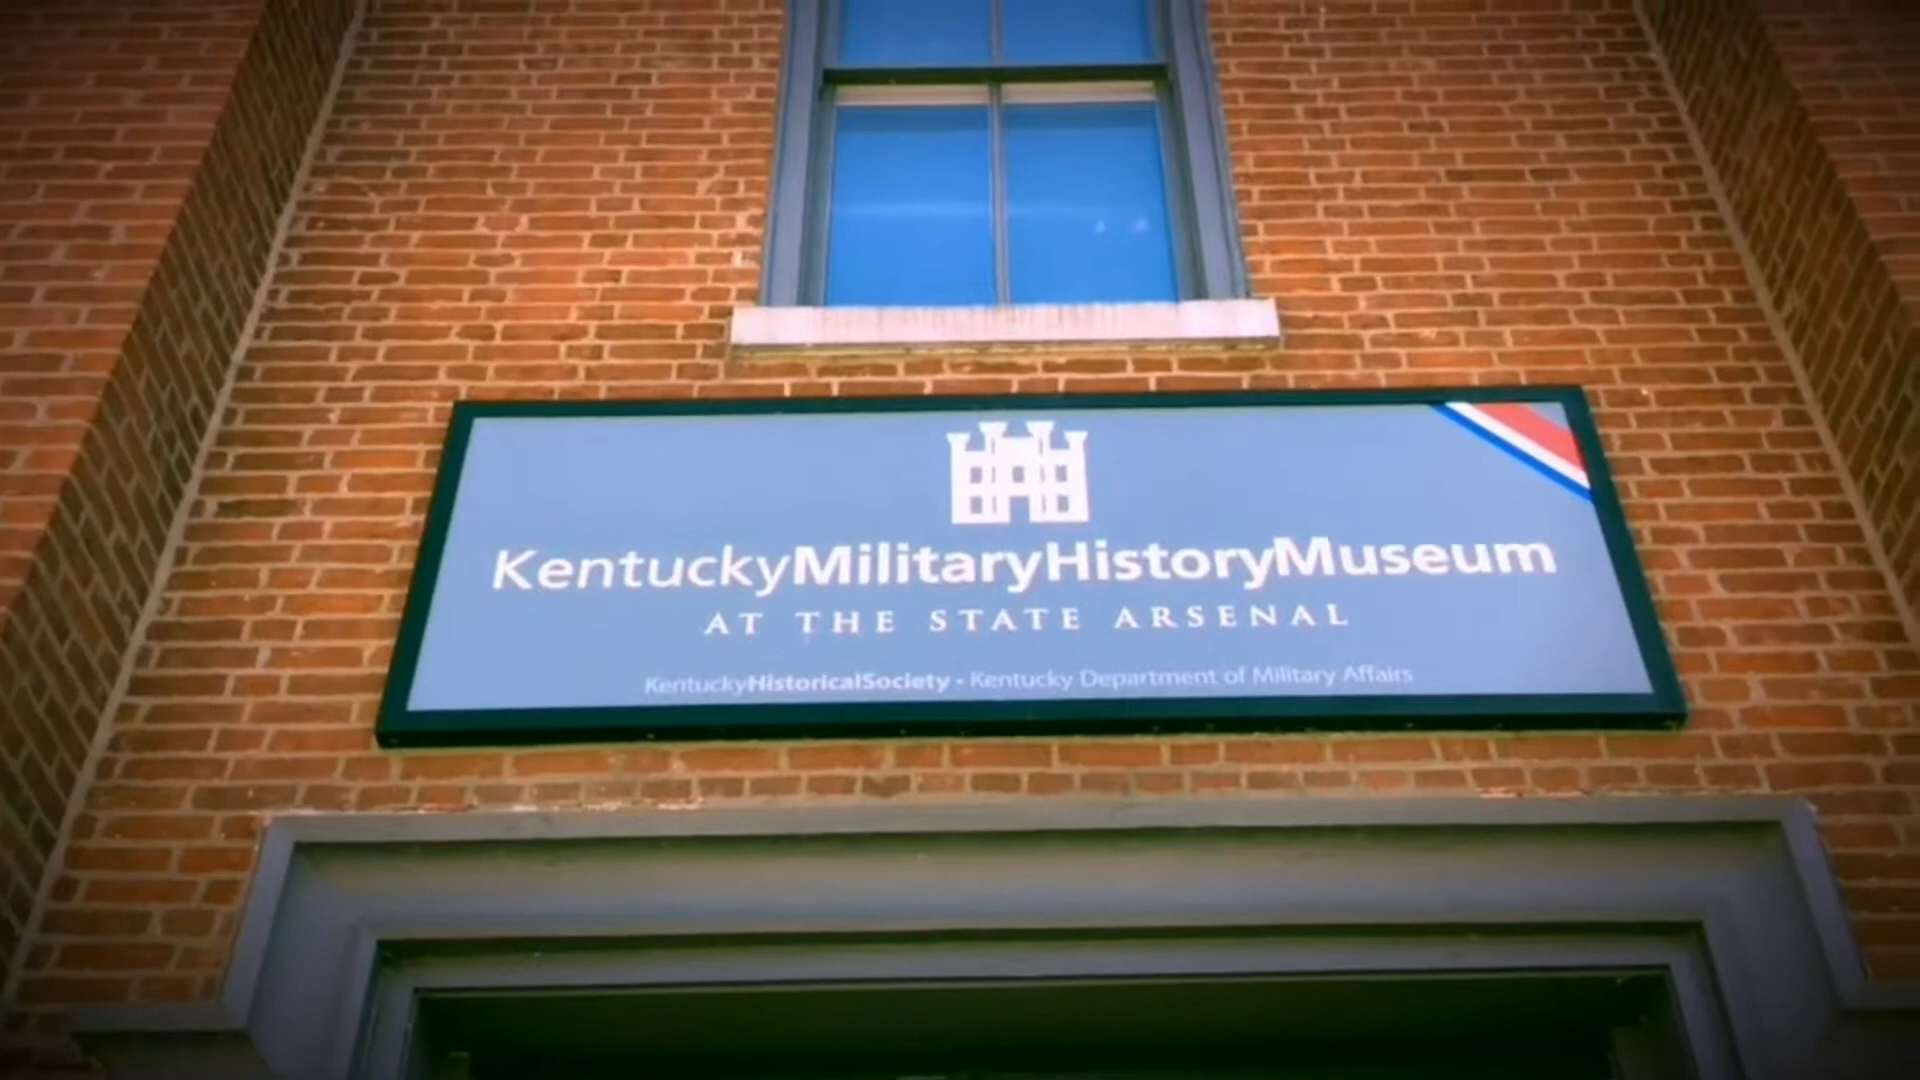 KentuckyMilitaryHistoryMuseum
AT THE STATE ARSENAL
KentuckyHistoricalSociety • Kentucky Department of Military Affairs